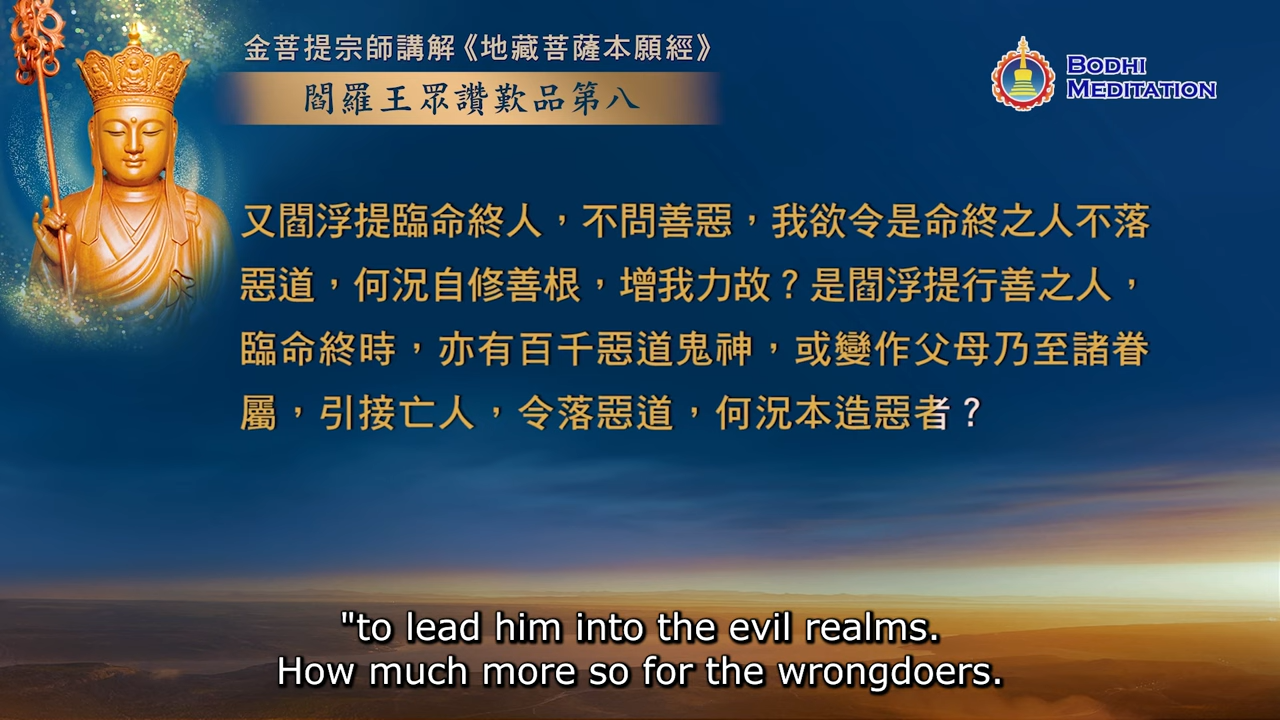 金菩提宗師講解《地藏菩薩本願經》
閻羅王眾讚歎品第八
BODHI
MEDITATION
又閻浮提臨命終人，不問善惡，我欲令是命終之人不落
惡道，何況自修善根，增我力故？是閻浮提行善之人，
臨命終時，亦有百千惡道鬼神，或變作父母乃至諸眷
屬，引接亡人，令落惡道，何況本造惡者？
"to lead him into the evil realms.
How much more so for the wrongdoers.